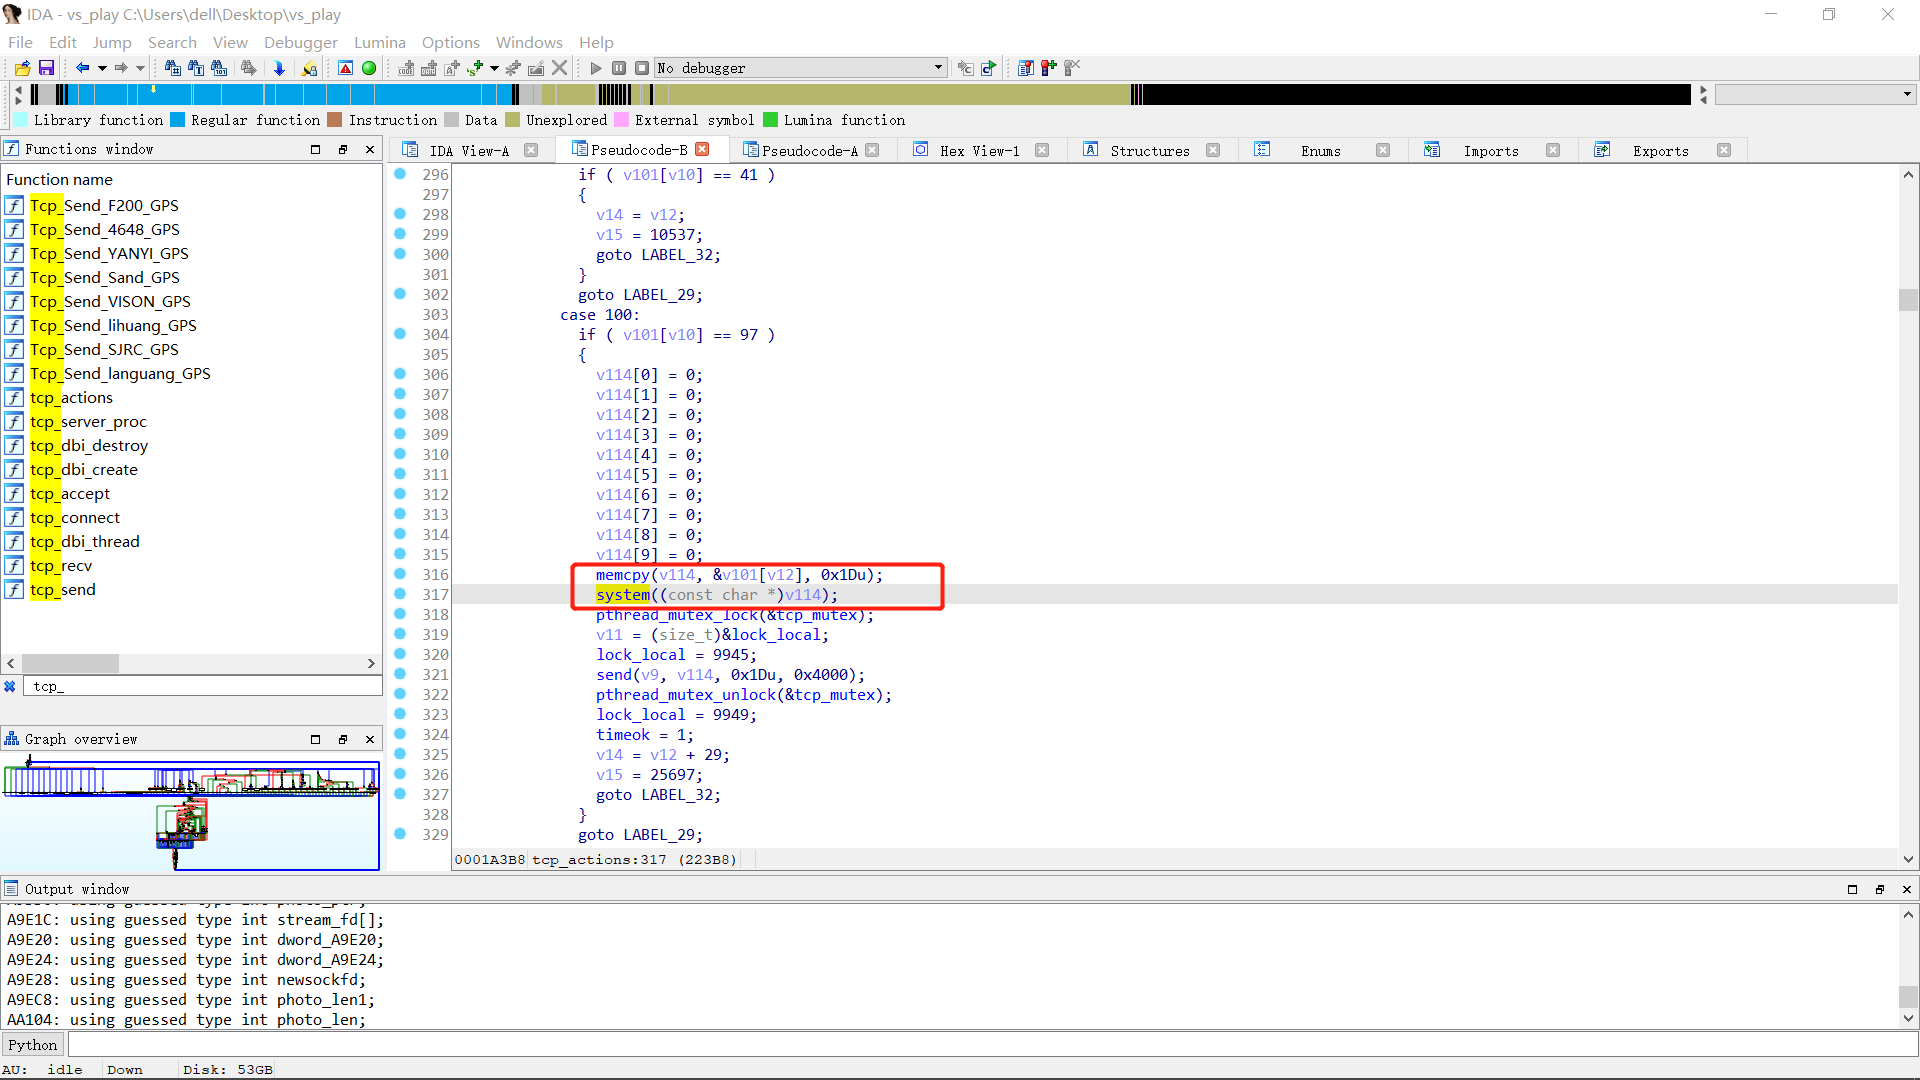 IDA - vs_play C:\Users\dell\Desktop\vs_play
File Edit Jump Search View Debugger Lumina Options Windows Help
No debugger
Library function Regular function Instruction Data Unexplored External symbol Lumina function
Functions window
IDA View-A Pseudocode-B Pseudocode-A Hex View-1 Structures Enums Imports Exports
Function name
Tcp_Send_F200_GPS
Tcp_Send_4648_GPS
Tcp_Send_YANYI_GPS
Tcp_Send_Sand_GPS
Tcp_Send_VISON_GPS
Tcp_Send_lihuang_GPS
Tcp_Send_SJRC_GPS
Tcp_Send_languang_GPS
tcp_actions
tcp_server_proc
tcp_dbi_destroy
tcp_dbi_create
tcp_accept
tcp_connect
tcp_dbi_thread
tcp_recv
tcp_send
tcp_
Graph overview
296 if ( v101[v10] == 41 )
297 {
298 v14 = v12;
299 v15 = 10537;
300 goto LABEL_32;
301 }
302 goto LABEL_29;
303 case 100:
304 if ( v101[v10] == 97 )
305 {
306 v114[0] = 0;
307 v114[1] = 0;
308 v114[2] = 0;
309 v114[3] = 0;
310 v114[4] = 0;
311 v114[5] = 0;
312 v114[6] = 0;
313 v114[7] = 0;
314 v114[8] = 0;
315 v114[9] = 0;
316 memcpy(v114, &v101[v12], 0x1Du);
317 system((const char *)v114);
318 pthread_mutex_lock(&tcp_mutex);
319 v11 = (size_t)&lock_local;
320 lock_local = 9945;
321 send(v9, v114, 0x1Du, 0x4000);
322 pthread_mutex_unlock(&tcp_mutex);
323 lock_local = 9949;
324 timeok = 1;
325 v14 = v12 + 29;
326 v15 = 25697;
327 goto LABEL_32;
328 }
329 goto LABEL_29;
0001A3B8 tcp_actions:317 (223B8)
Output window
A9E1C: using guessed type int stream_fd[];
A9E20: using guessed type int dword_A9E20;
A9E24: using guessed type int dword_A9E24;
A9E28: using guessed type int newsockfd;
A9EC8: using guessed type int photo_len1;
AA104: using guessed type int photo_len;
Python
AU: idle Down Disk: 53GB